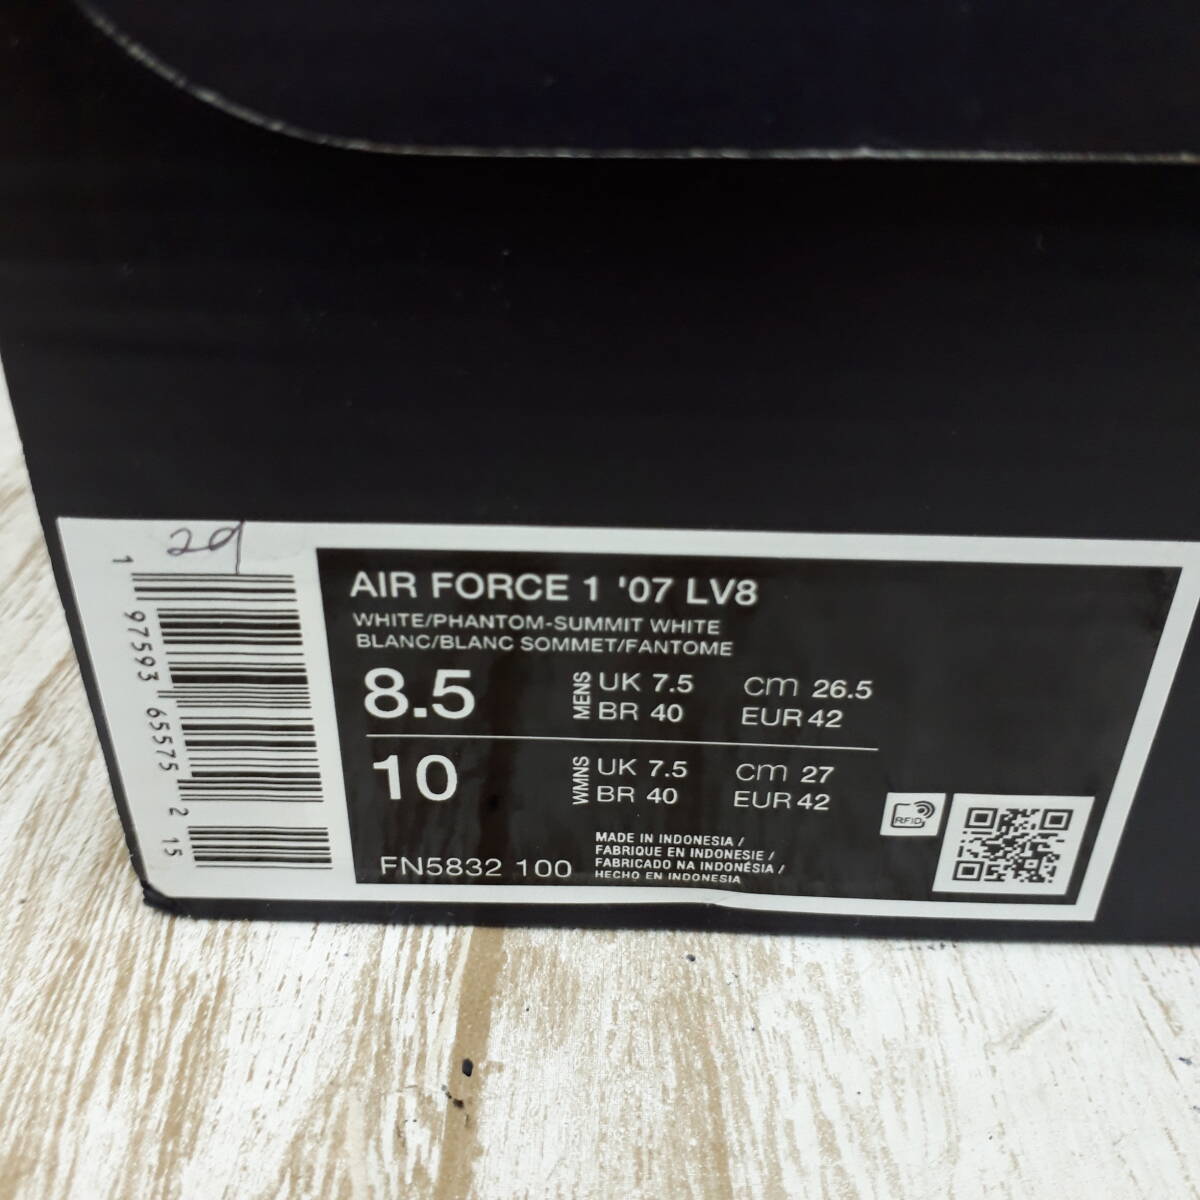 29
1 97593 65575 2 15
AIR FORCE 1 '07 LV8
WHITE/PHANTOM-SUMMIT WHITE
BLANC/BLANC SOMMET/FANTOME
8.5 MENS UK 7.5 cm 26.5
BR 40 EUR 42
10 WMNS UK 7.5 cm 27
BR 40 EUR 42
FN5832 100
MADE IN INDONESIA /
FABRIQUE EN INDONESIE /
FABRICADO NA INDONÉSIA /
HECHO EN INDONESIA
RFID